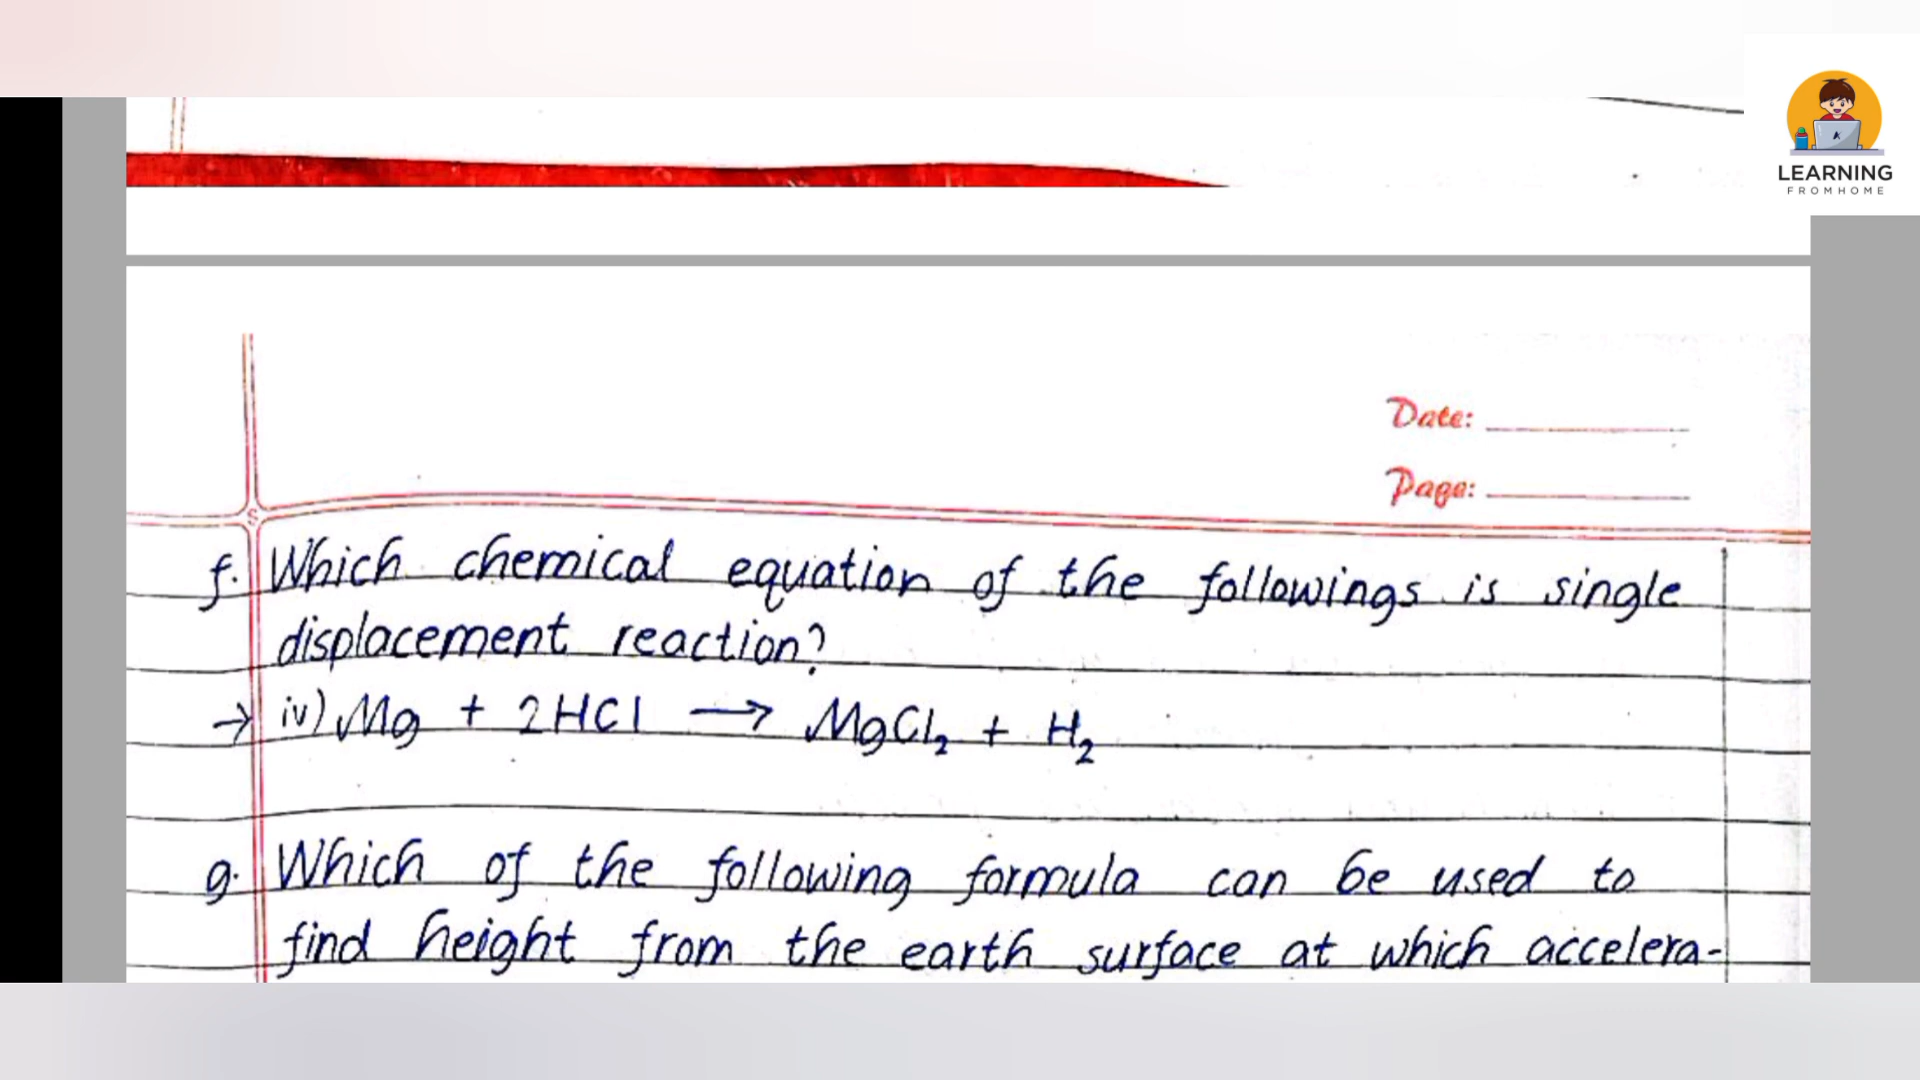 LEARNING
FROMHOME
Date:
Page:
f. Which chemical equation of the followings is single
displacement reaction?
→ iv) Mg + 2HCl ⟶ MgCl₂ + H₂
g. Which of the following formula can be used to
find height from the earth surface at which accelera-